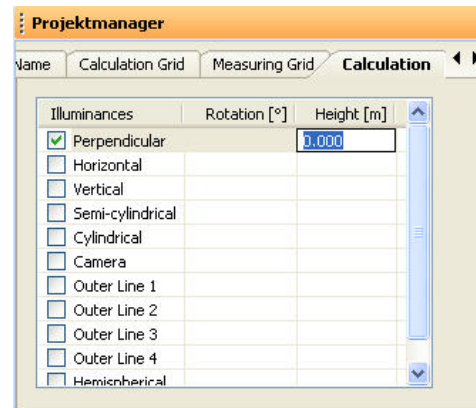 Projektmanager
Name Calculation Grid Measuring Grid Calculation
Illuminances Rotation [°] Height [m]
Perpendicular 0.000
Horizontal
Vertical
Semi-cylindrical
Cylindrical
Camera
Outer Line 1
Outer Line 2
Outer Line 3
Outer Line 4
Hemispherical